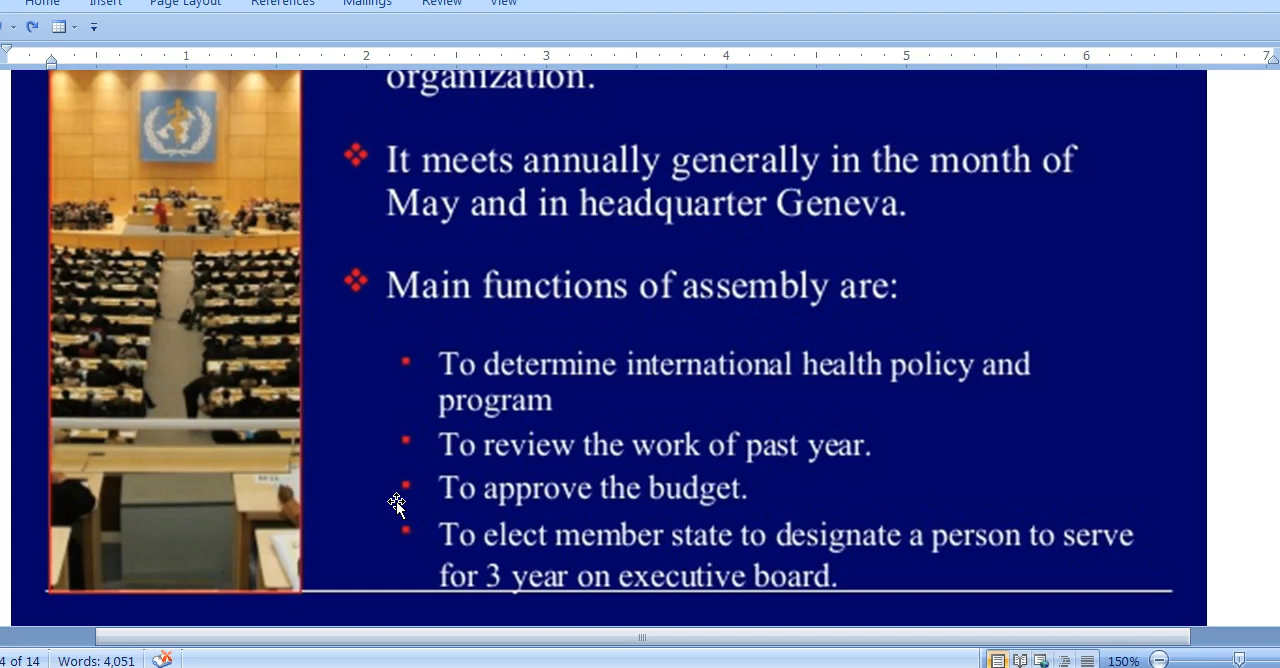 Home Insert Page Layout References Mailings Review View
1 2 3 4 5 6 7
organization.
It meets annually generally in the month of
May and in headquarter Geneva.
Main functions of assembly are:
To determine international health policy and
program
To review the work of past year.
To approve the budget.
To elect member state to designate a person to serve
for 3 year on executive board.
4 of 14 Words: 4,051 150%